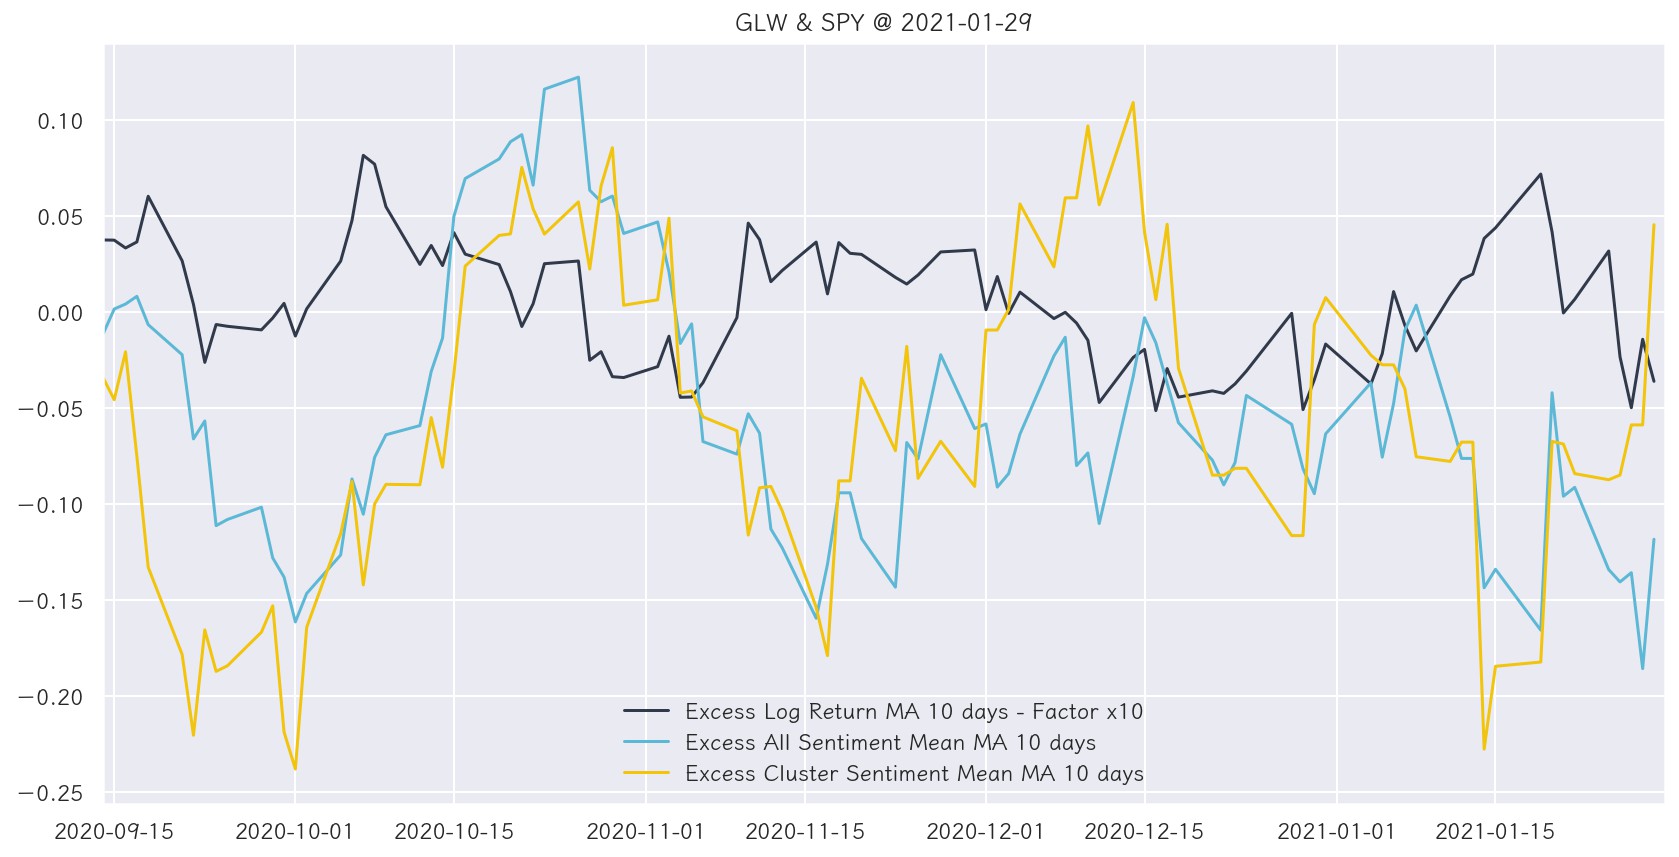 GLW & SPY @ 2021-01-29
0.10
0.05
0.00
−0.05
−0.10
−0.15
−0.20
−0.25
Excess Log Return MA 10 days - Factor x10
Excess All Sentiment Mean MA 10 days
Excess Cluster Sentiment Mean MA 10 days
2020-09-15 2020-10-01 2020-10-15 2020-11-01 2020-11-15 2020-12-01 2020-12-15 2021-01-01 2021-01-15